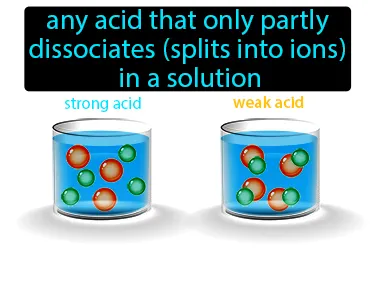 any acid that only partly
dissociates (splits into ions)
in a solution
strong acid
weak acid